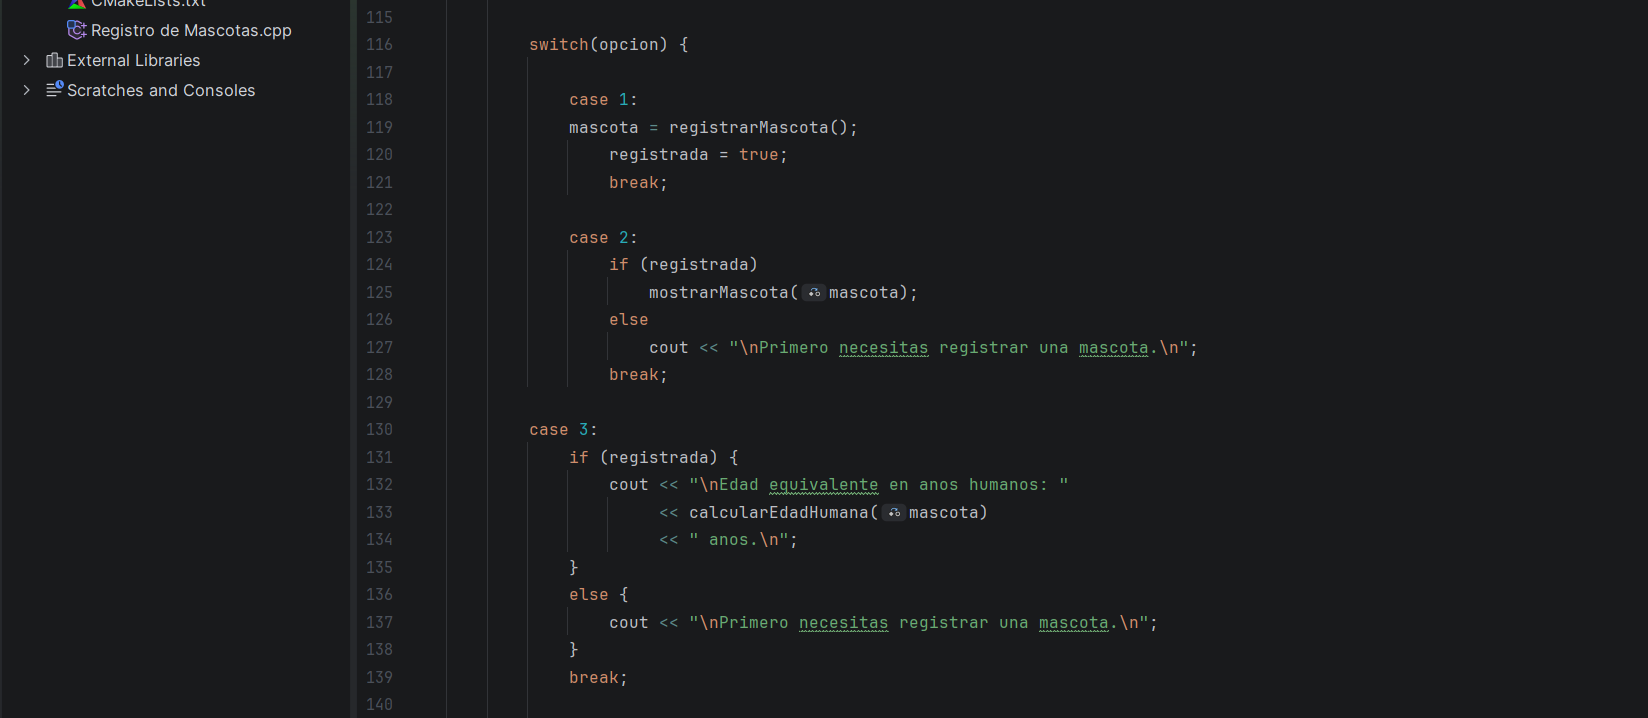 CMakeLists.txt
Registro de Mascotas.cpp
External Libraries
Scratches and Consoles
115
116 switch(opcion) {
117
118 case 1:
119 mascota = registrarMascota();
120 registrada = true;
121 break;
122
123 case 2:
124 if (registrada)
125 mostrarMascota(mascota);
126 else
127 cout << "\nPrimero necesitas registrar una mascota.\n";
128 break;
129
130 case 3:
131 if (registrada) {
132 cout << "\nEdad equivalente en anos humanos: "
133 << calcularEdadHumana(mascota)
134 << " anos.\n";
135 }
136 else {
137 cout << "\nPrimero necesitas registrar una mascota.\n";
138 }
139 break;
140